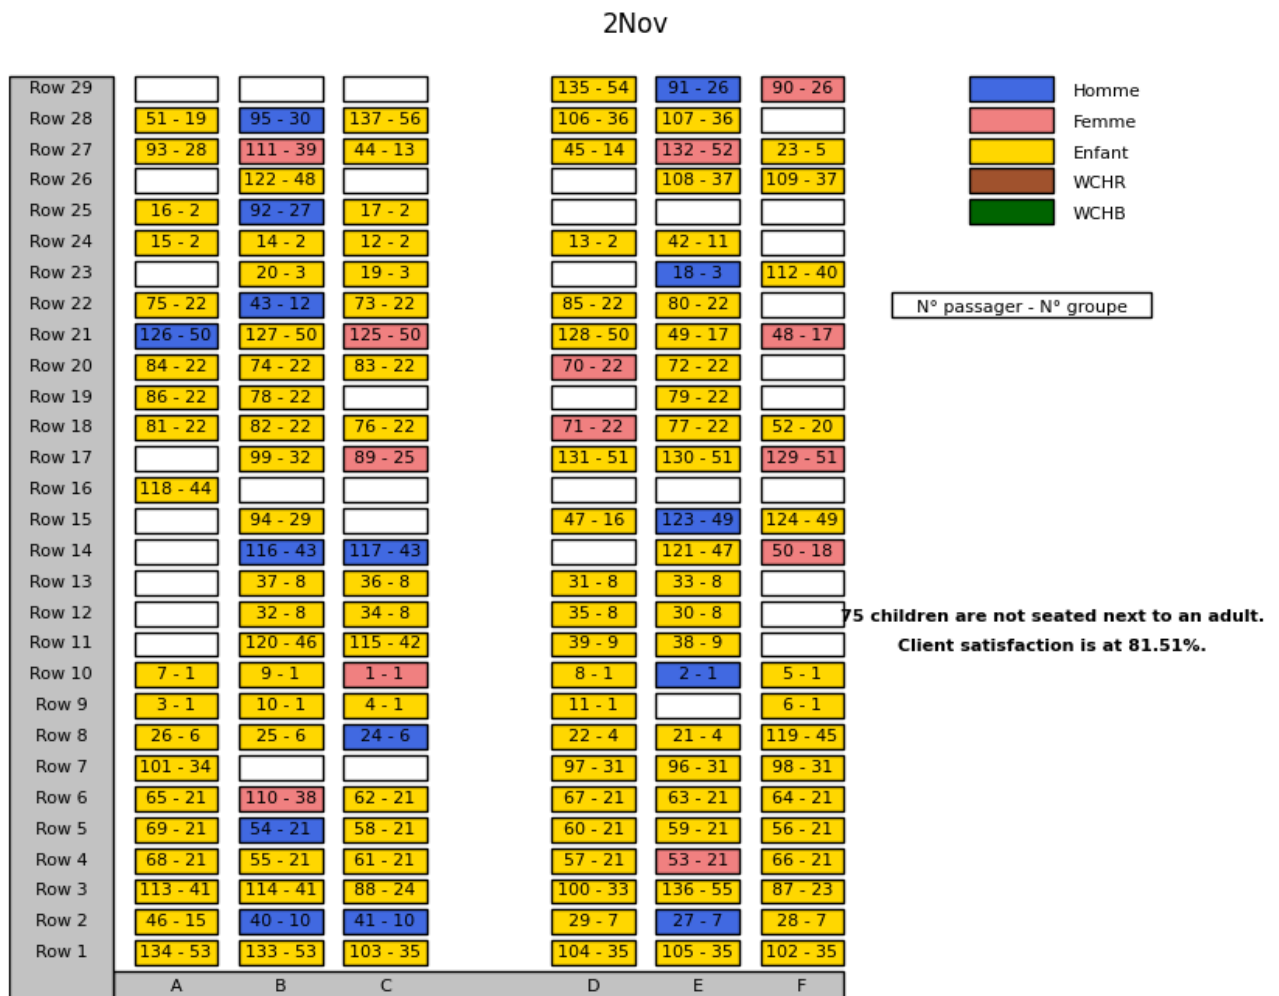 2Nov
Row 29 135 - 54 91 - 26 90 - 26 Homme
Row 28 51 - 19 95 - 30 137 - 56 106 - 36 107 - 36 Femme
Row 27 93 - 28 111 - 39 44 - 13 45 - 14 132 - 52 23 - 5 Enfant
Row 26 122 - 48 108 - 37 109 - 37 WCHR
Row 25 16 - 2 92 - 27 17 - 2 WCHB
Row 24 15 - 2 14 - 2 12 - 2 13 - 2 42 - 11
Row 23 20 - 3 19 - 3 18 - 3 112 - 40
Row 22 75 - 22 43 - 12 73 - 22 85 - 22 80 - 22 N° passager - N° groupe
Row 21 126 - 50 127 - 50 125 - 50 128 - 50 49 - 17 48 - 17
Row 20 84 - 22 74 - 22 83 - 22 70 - 22 72 - 22
Row 19 86 - 22 78 - 22 79 - 22
Row 18 81 - 22 82 - 22 76 - 22 71 - 22 77 - 22 52 - 20
Row 17 99 - 32 89 - 25 131 - 51 130 - 51 129 - 51
Row 16 118 - 44
Row 15 94 - 29 47 - 16 123 - 49 124 - 49
Row 14 116 - 43 117 - 43 121 - 47 50 - 18
Row 13 37 - 8 36 - 8 31 - 8 33 - 8
Row 12 32 - 8 34 - 8 35 - 8 30 - 8 75 children are not seated next to an adult.
Row 11 120 - 46 115 - 42 39 - 9 38 - 9 Client satisfaction is at 81.51%.
Row 10 7 - 1 9 - 1 1 - 1 8 - 1 2 - 1 5 - 1
Row 9 3 - 1 10 - 1 4 - 1 11 - 1 6 - 1
Row 8 26 - 6 25 - 6 24 - 6 22 - 4 21 - 4 119 - 45
Row 7 101 - 34 97 - 31 96 - 31 98 - 31
Row 6 65 - 21 110 - 38 62 - 21 67 - 21 63 - 21 64 - 21
Row 5 69 - 21 54 - 21 58 - 21 60 - 21 59 - 21 56 - 21
Row 4 68 - 21 55 - 21 61 - 21 57 - 21 53 - 21 66 - 21
Row 3 113 - 41 114 - 41 88 - 24 100 - 33 136 - 55 87 - 23
Row 2 46 - 15 40 - 10 41 - 10 29 - 7 27 - 7 28 - 7
Row 1 134 - 53 133 - 53 103 - 35 104 - 35 105 - 35 102 - 35
A B C D E F